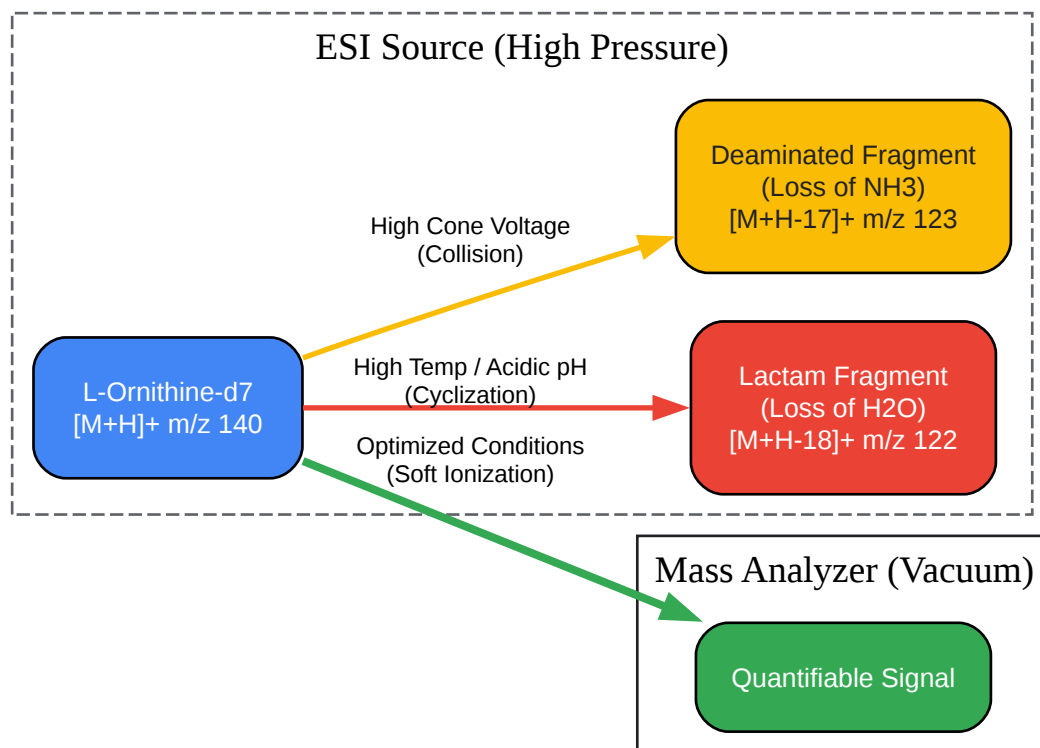 ESI Source (High Pressure)
Deaminated Fragment
(Loss of NH3)
[M+H-17]+ m/z 123
High Cone Voltage
(Collision)
L-Ornithine-d7
[M+H]+ m/z 140
High Temp / Acidic pH
(Cyclization)
Lactam Fragment
(Loss of H2O)
[M+H-18]+ m/z 122
Optimized Conditions
(Soft Ionization)
Mass Analyzer (Vacuum)
Quantifiable Signal